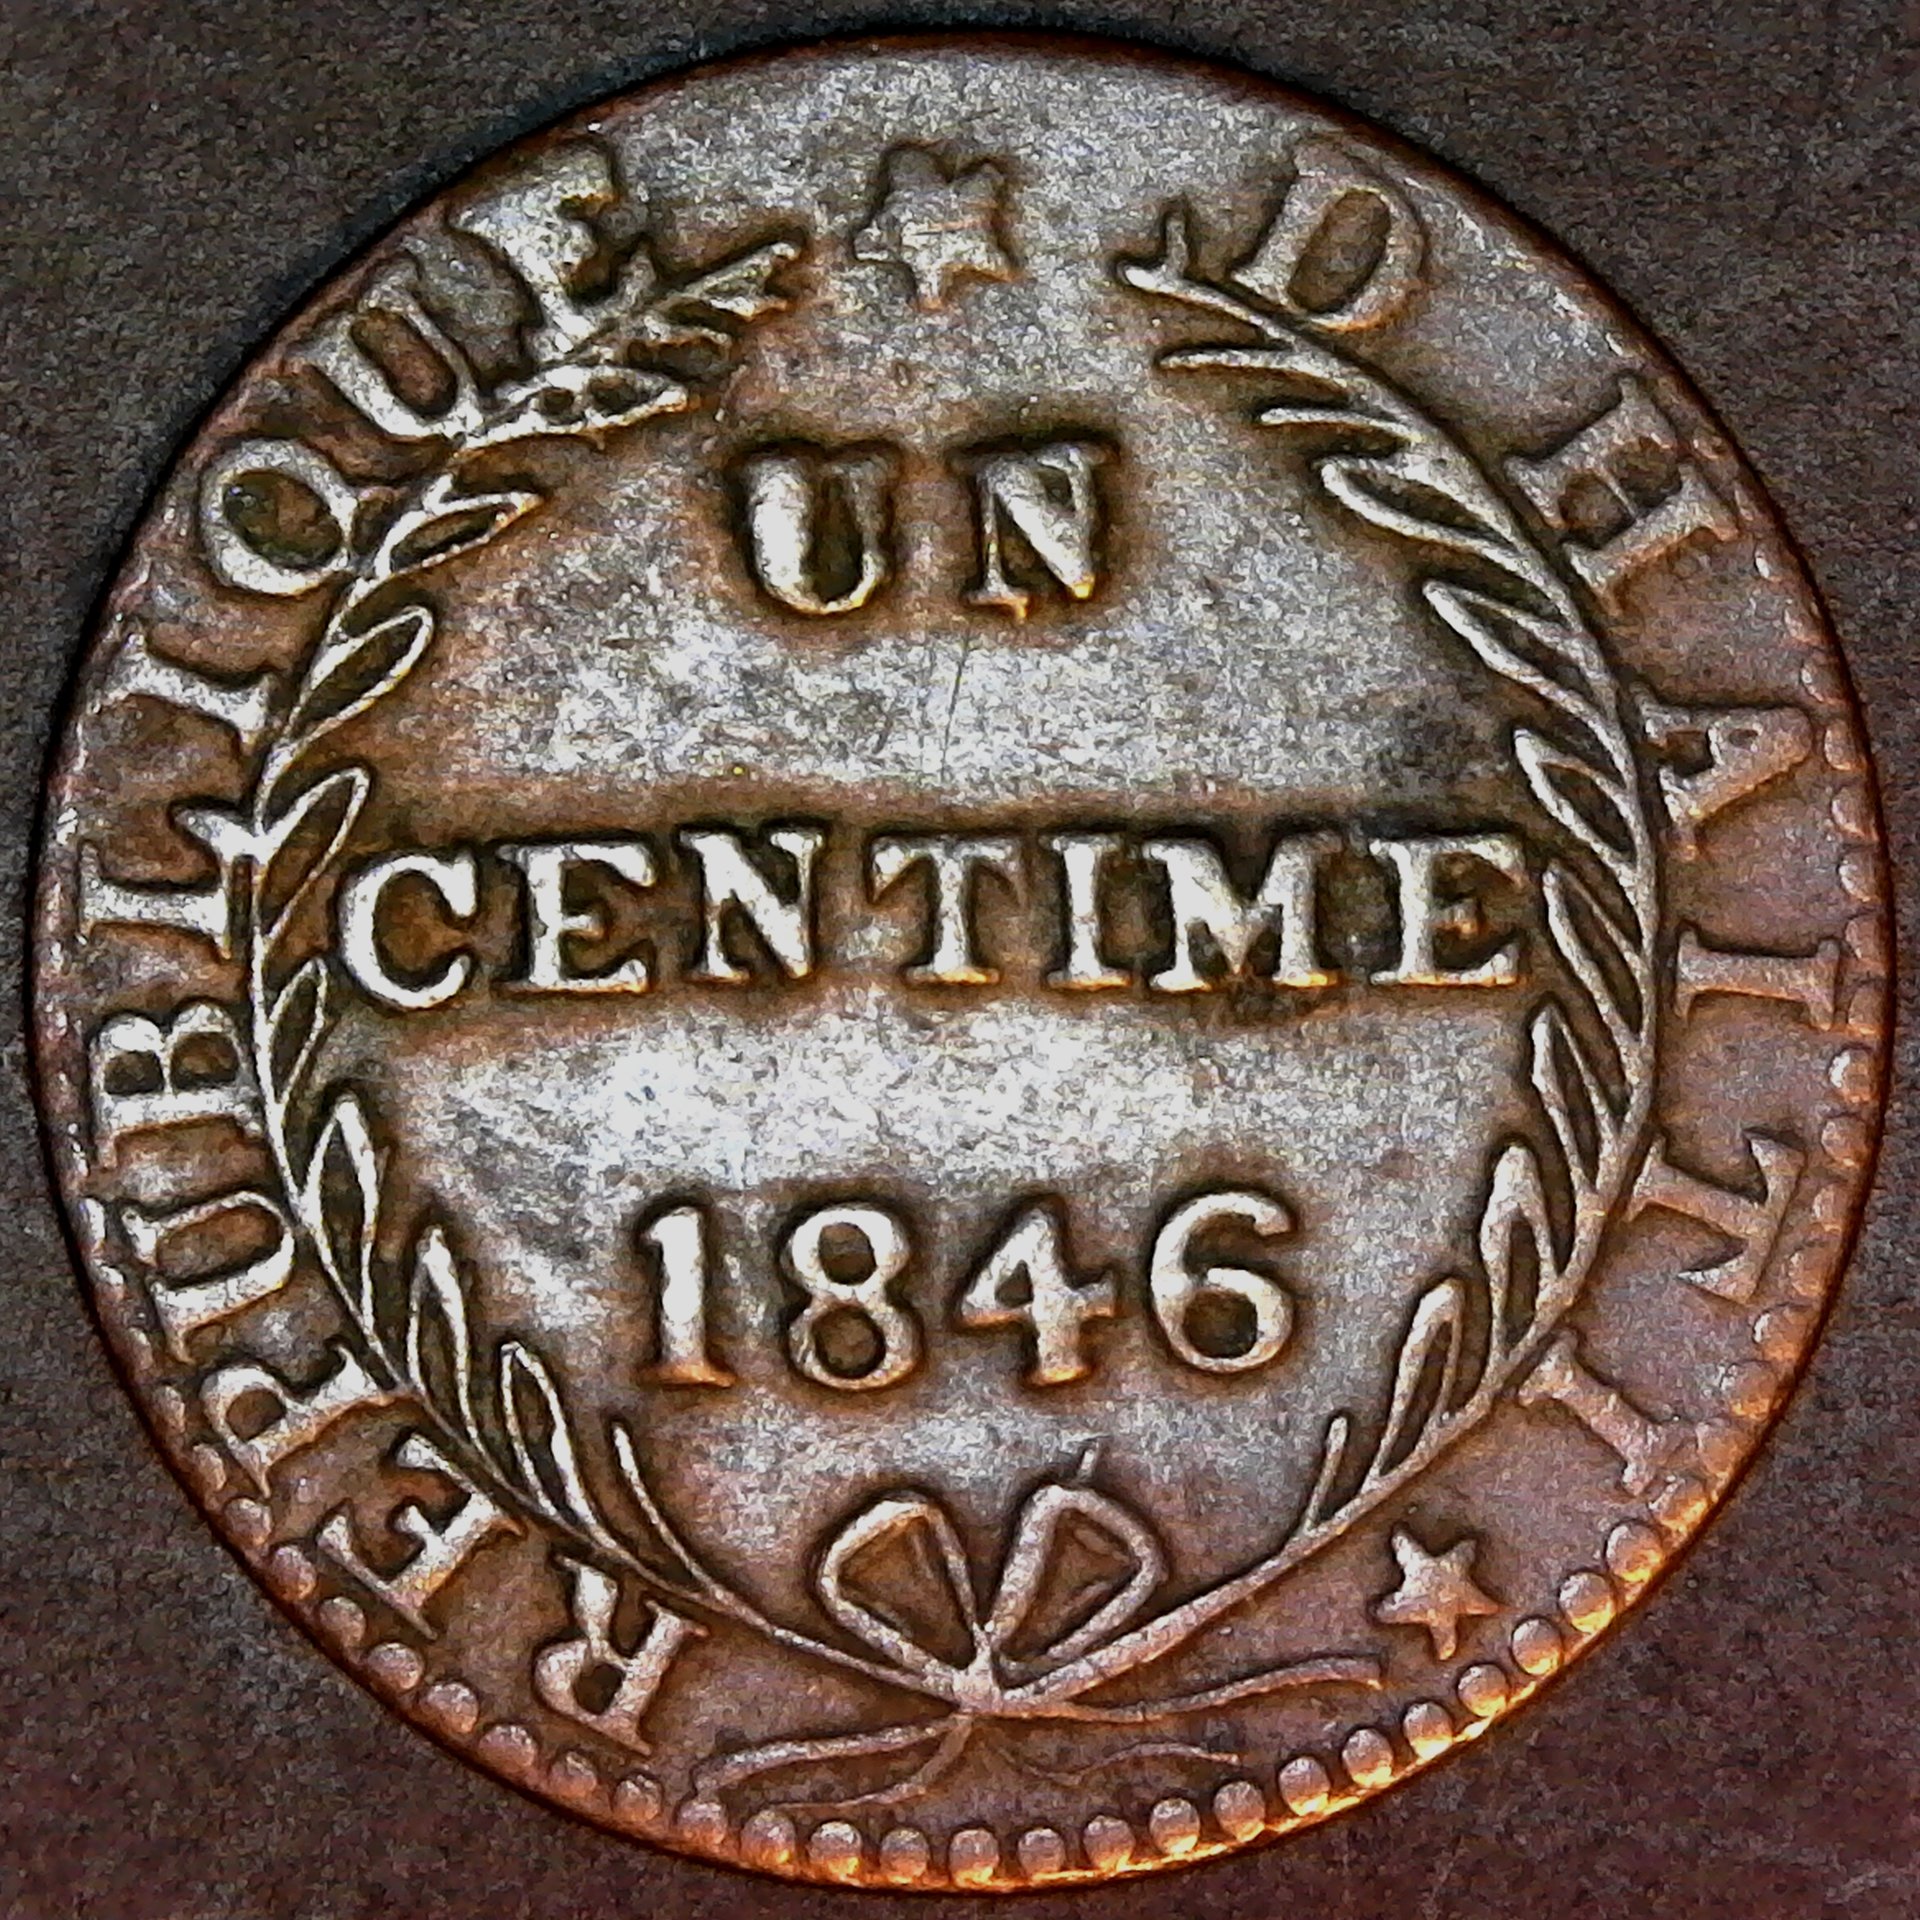 REPUBLIQUE D HAITI
UN
CENTIME
1846